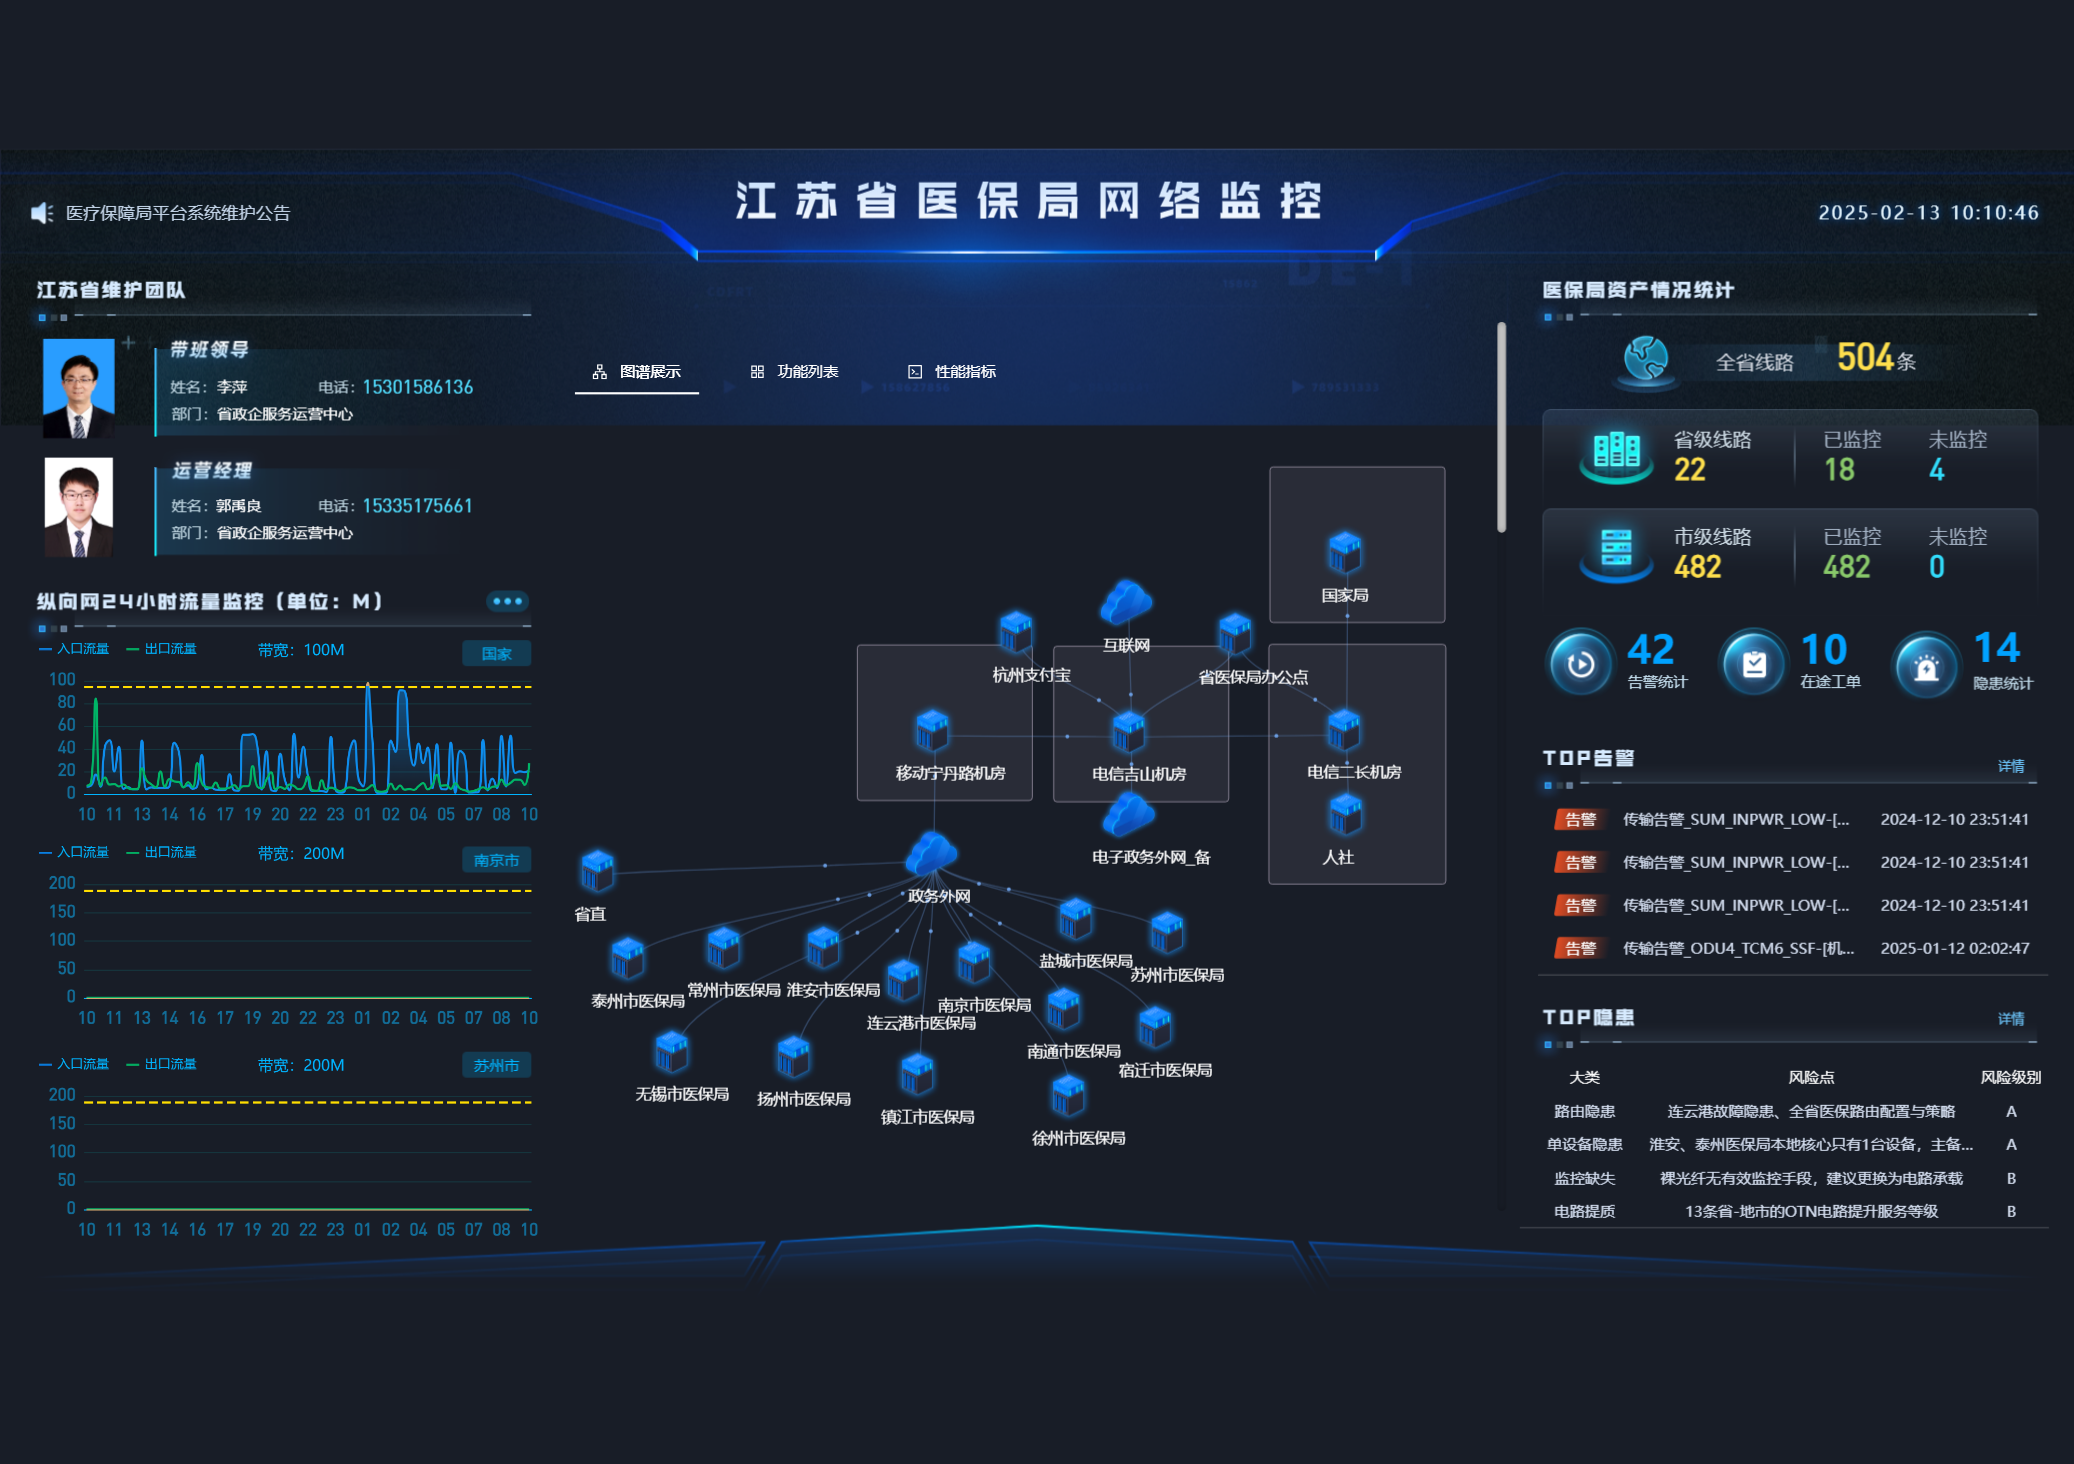 江苏省医保局网络监控
医疗保障局平台系统维护公告
2025-02-13 10:10:46
江苏省维护团队
带班领导
姓名：李萍 电话：15301586136
部门：省政企服务运营中心
运营经理
姓名：郭禹良 电话：15335175661
部门：省政企服务运营中心
纵向网24小时流量监控（单位：M）
入口流量 出口流量 带宽：100M 国家
100
80
60
40
20
0
10 11 13 14 16 17 19 20 22 23 01 02 04 05 07 08 10
入口流量 出口流量 带宽：200M 南京市
200
150
100
50
0
10 11 13 14 16 17 19 20 22 23 01 02 04 05 07 08 10
入口流量 出口流量 带宽：200M 苏州市
200
150
100
50
0
10 11 13 14 16 17 19 20 22 23 01 02 04 05 07 08 10
图谱展示 功能列表 性能指标
国家局
互联网
杭州支付宝
省医保局办公点
移动宁丹路机房
电信吉山机房
电信二长机房
电子政务外网_备
人社
政务外网
省直
盐城市医保局
苏州市医保局
泰州市医保局
常州市医保局
淮安市医保局
南京市医保局
连云港市医保局
南通市医保局
宿迁市医保局
无锡市医保局
扬州市医保局
镇江市医保局
徐州市医保局
医保局资产情况统计
全省线路 504条
省级线路 已监控 未监控
22 18 4
市级线路 已监控 未监控
482 482 0
42 10 14
告警统计 在途工单 隐患统计
TOP告警 详情
告警 传输告警_SUM_INPWR_LOW-[... 2024-12-10 23:51:41
告警 传输告警_SUM_INPWR_LOW-[... 2024-12-10 23:51:41
告警 传输告警_SUM_INPWR_LOW-[... 2024-12-10 23:51:41
告警 传输告警_ODU4_TCM6_SSF-[机... 2025-01-12 02:02:47
TOP隐患 详情
大类 风险点 风险级别
路由隐患 连云港故障隐患、全省医保路由配置与策略 A
单设备隐患 淮安、泰州医保局本地核心只有1台设备，主备... A
监控缺失 裸光纤无有效监控手段，建议更换为电路承载 B
电路提质 13条省-地市的OTN电路提升服务等级 B